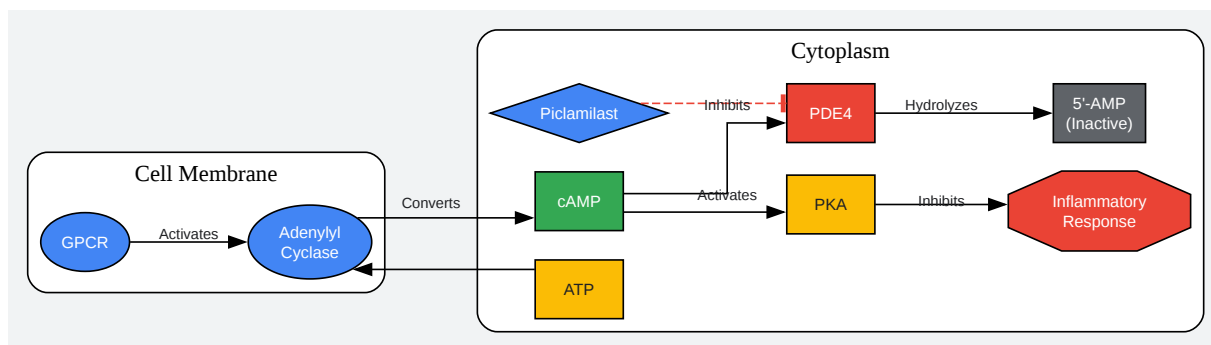 Cytoplasm
Piclamilast
Inhibits
PDE4
Hydrolyzes
5'-AMP
(Inactive)
Cell Membrane
GPCR
Activates
Adenylyl
Cyclase
Converts
cAMP
Activates
PKA
Inhibits
Inflammatory
Response
ATP